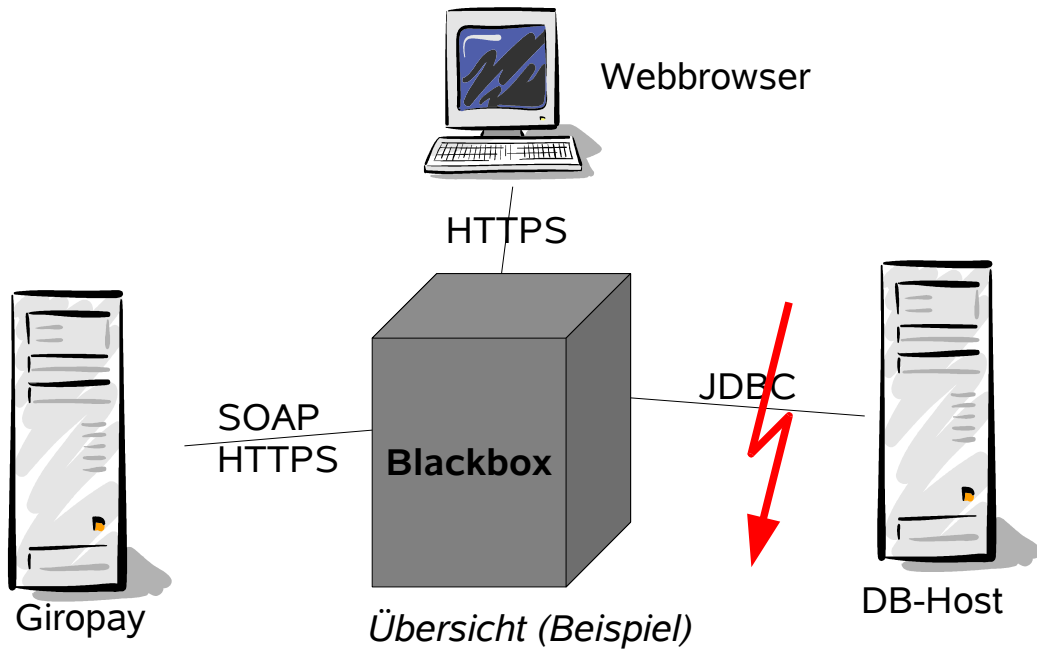 Webbrowser
HTTPS
JDBC
SOAP
HTTPS
Blackbox
Giropay
DB-Host
Übersicht (Beispiel)